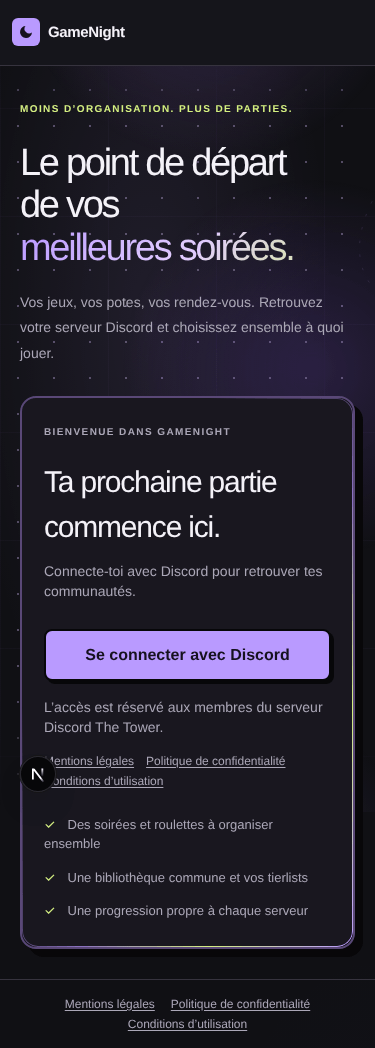 GameNight
MOINS D'ORGANISATION. PLUS DE PARTIES.
Le point de départ
de vos
meilleures soirées.
Vos jeux, vos potes, vos rendez-vous. Retrouvez
votre serveur Discord et choisissez ensemble à quoi
jouer.
BIENVENUE DANS GAMENIGHT
Ta prochaine partie
commence ici.
Connecte-toi avec Discord pour retrouver tes
communautés.
Se connecter avec Discord
L'accès est réservé aux membres du serveur
Discord The Tower.
Mentions légales Politique de confidentialité
Conditions d'utilisation
Des soirées et roulettes à organiser
ensemble
Une bibliothèque commune et vos tierlists
Une progression propre à chaque serveur
Mentions légales Politique de confidentialité
Conditions d'utilisation